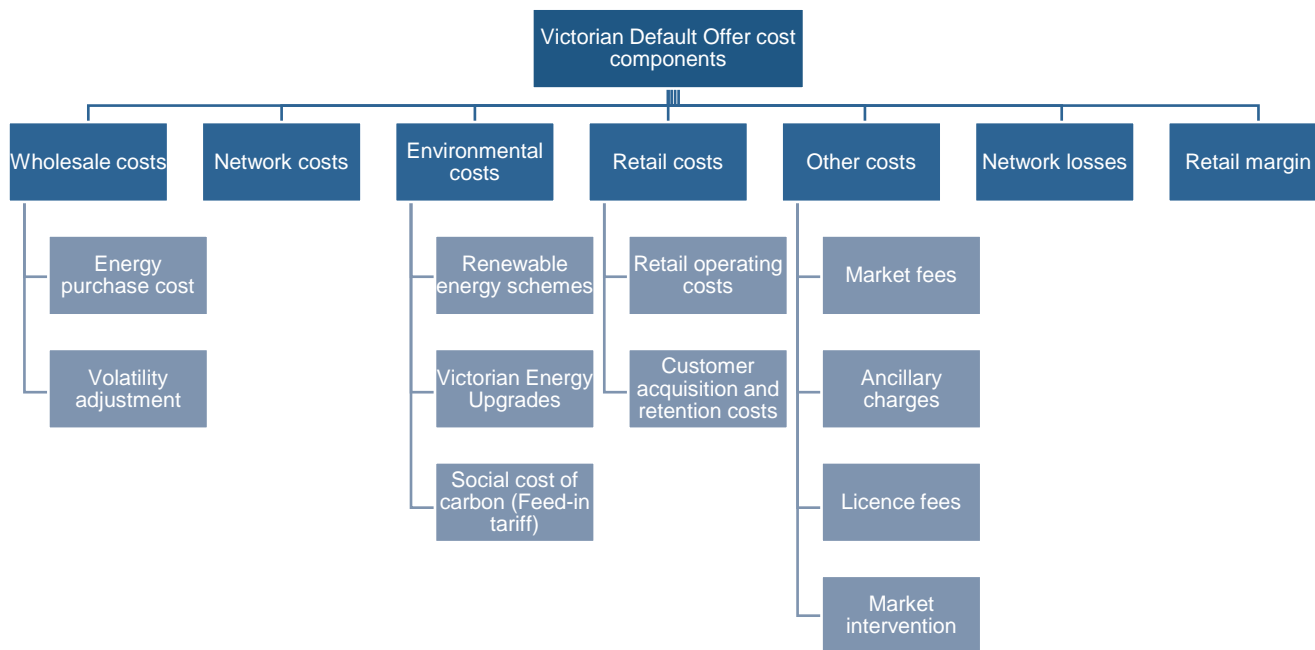 Victorian Default Offer cost
components
Wholesale costs
Network costs
Environmental
costs
Retail costs
Other costs
Network losses
Retail margin
Energy
purchase cost
Volatility
adjustment
Renewable
energy schemes
Victorian Energy
Upgrades
Social cost of
carbon (Feed-in
tariff)
Retail operating
costs
Customer
acquisition and
retention costs
Market fees
Ancillary
charges
Licence fees
Market
intervention